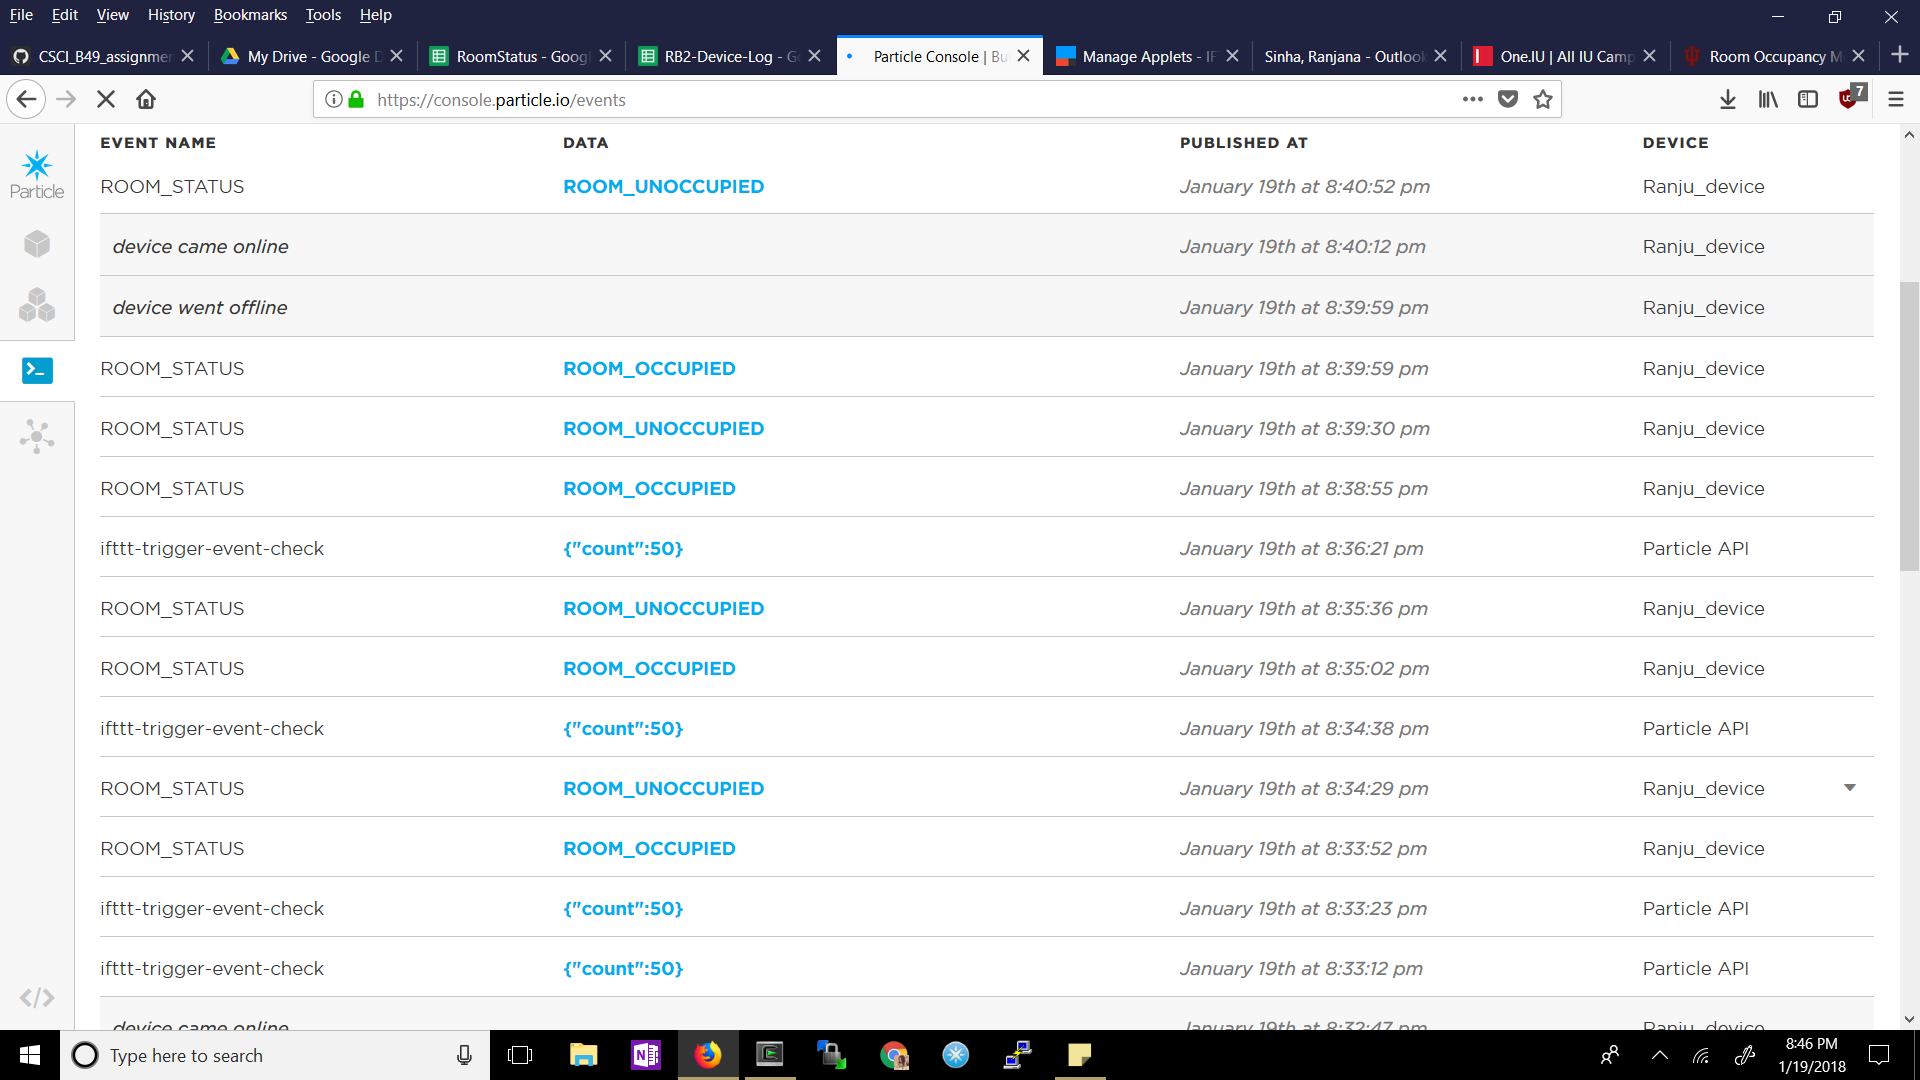 File Edit View History Bookmarks Tools Help
CSCI_B49_assignmen My Drive - Google D RoomStatus - Googl RB2-Device-Log - Go Particle Console | Bu Manage Applets - IF Sinha, Ranjana - Outlook One.IU | All IU Camp Room Occupancy M
https://console.particle.io/events 7
Particle
EVENT NAME DATA PUBLISHED AT DEVICE
ROOM_STATUS ROOM_UNOCCUPIED January 19th at 8:40:52 pm Ranju_device
device came online January 19th at 8:40:12 pm Ranju_device
device went offline January 19th at 8:39:59 pm Ranju_device
ROOM_STATUS ROOM_OCCUPIED January 19th at 8:39:59 pm Ranju_device
ROOM_STATUS ROOM_UNOCCUPIED January 19th at 8:39:30 pm Ranju_device
ROOM_STATUS ROOM_OCCUPIED January 19th at 8:38:55 pm Ranju_device
ifttt-trigger-event-check {"count":50} January 19th at 8:36:21 pm Particle API
ROOM_STATUS ROOM_UNOCCUPIED January 19th at 8:35:36 pm Ranju_device
ROOM_STATUS ROOM_OCCUPIED January 19th at 8:35:02 pm Ranju_device
ifttt-trigger-event-check {"count":50} January 19th at 8:34:38 pm Particle API
ROOM_STATUS ROOM_UNOCCUPIED January 19th at 8:34:29 pm Ranju_device
ROOM_STATUS ROOM_OCCUPIED January 19th at 8:33:52 pm Ranju_device
ifttt-trigger-event-check {"count":50} January 19th at 8:33:23 pm Particle API
ifttt-trigger-event-check {"count":50} January 19th at 8:33:12 pm Particle API
device came online January 19th at 8:32:47 pm Ranju_device
Type here to search
8:46 PM
1/19/2018